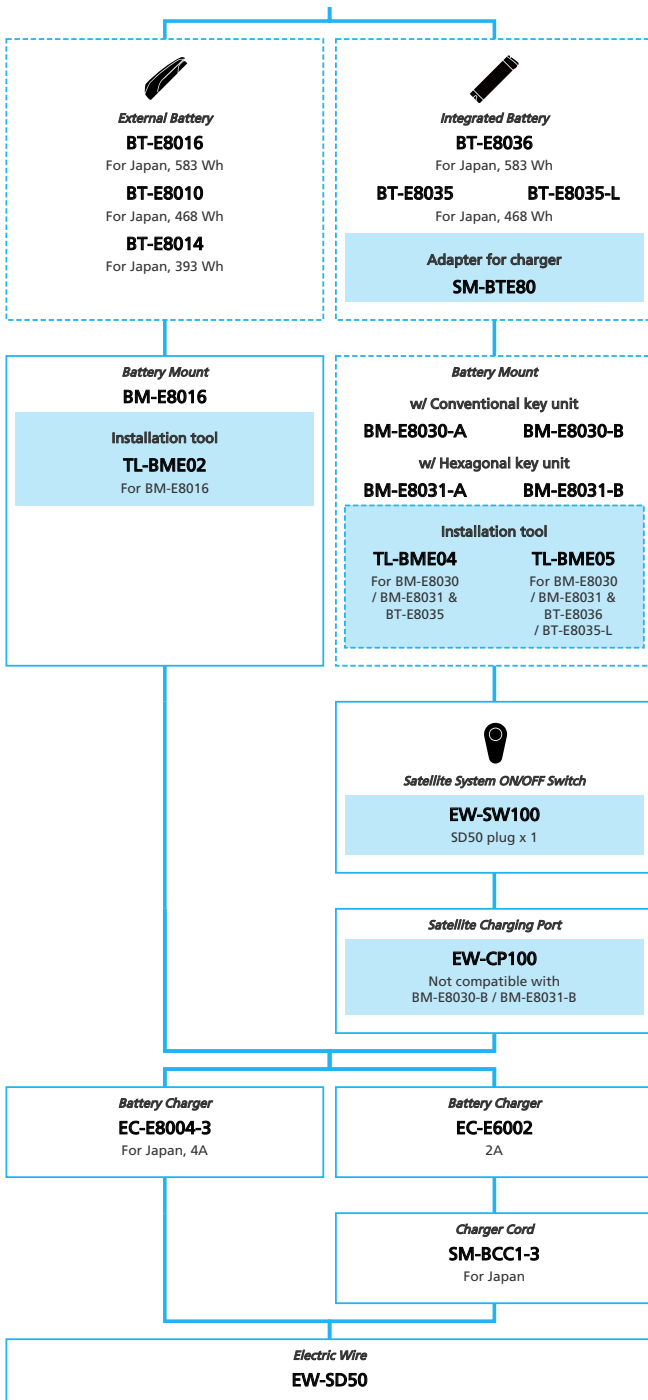 External Battery
BT-E8016
For Japan, 583 Wh
BT-E8010
For Japan, 468 Wh
BT-E8014
For Japan, 393 Wh
Integrated Battery
BT-E8036
For Japan, 583 Wh
BT-E8035 BT-E8035-L
For Japan, 468 Wh
Adapter for charger
SM-BTE80
Battery Mount
BM-E8016
Installation tool
TL-BME02
For BM-E8016
Battery Mount
w/ Conventional key unit
BM-E8030-A BM-E8030-B
w/ Hexagonal key unit
BM-E8031-A BM-E8031-B
Installation tool
TL-BME04
For BM-E8030
/ BM-E8031 &
BT-E8035
TL-BME05
For BM-E8030
/ BM-E8031 &
BT-E8036
/ BT-E8035-L
Satellite System ON/OFF Switch
EW-SW100
SD50 plug x 1
Satellite Charging Port
EW-CP100
Not compatible with
BM-E8030-B / BM-E8031-B
Battery Charger
EC-E8004-3
For Japan, 4A
Battery Charger
EC-E6002
2A
Charger Cord
SM-BCC1-3
For Japan
Electric Wire
EW-SD50